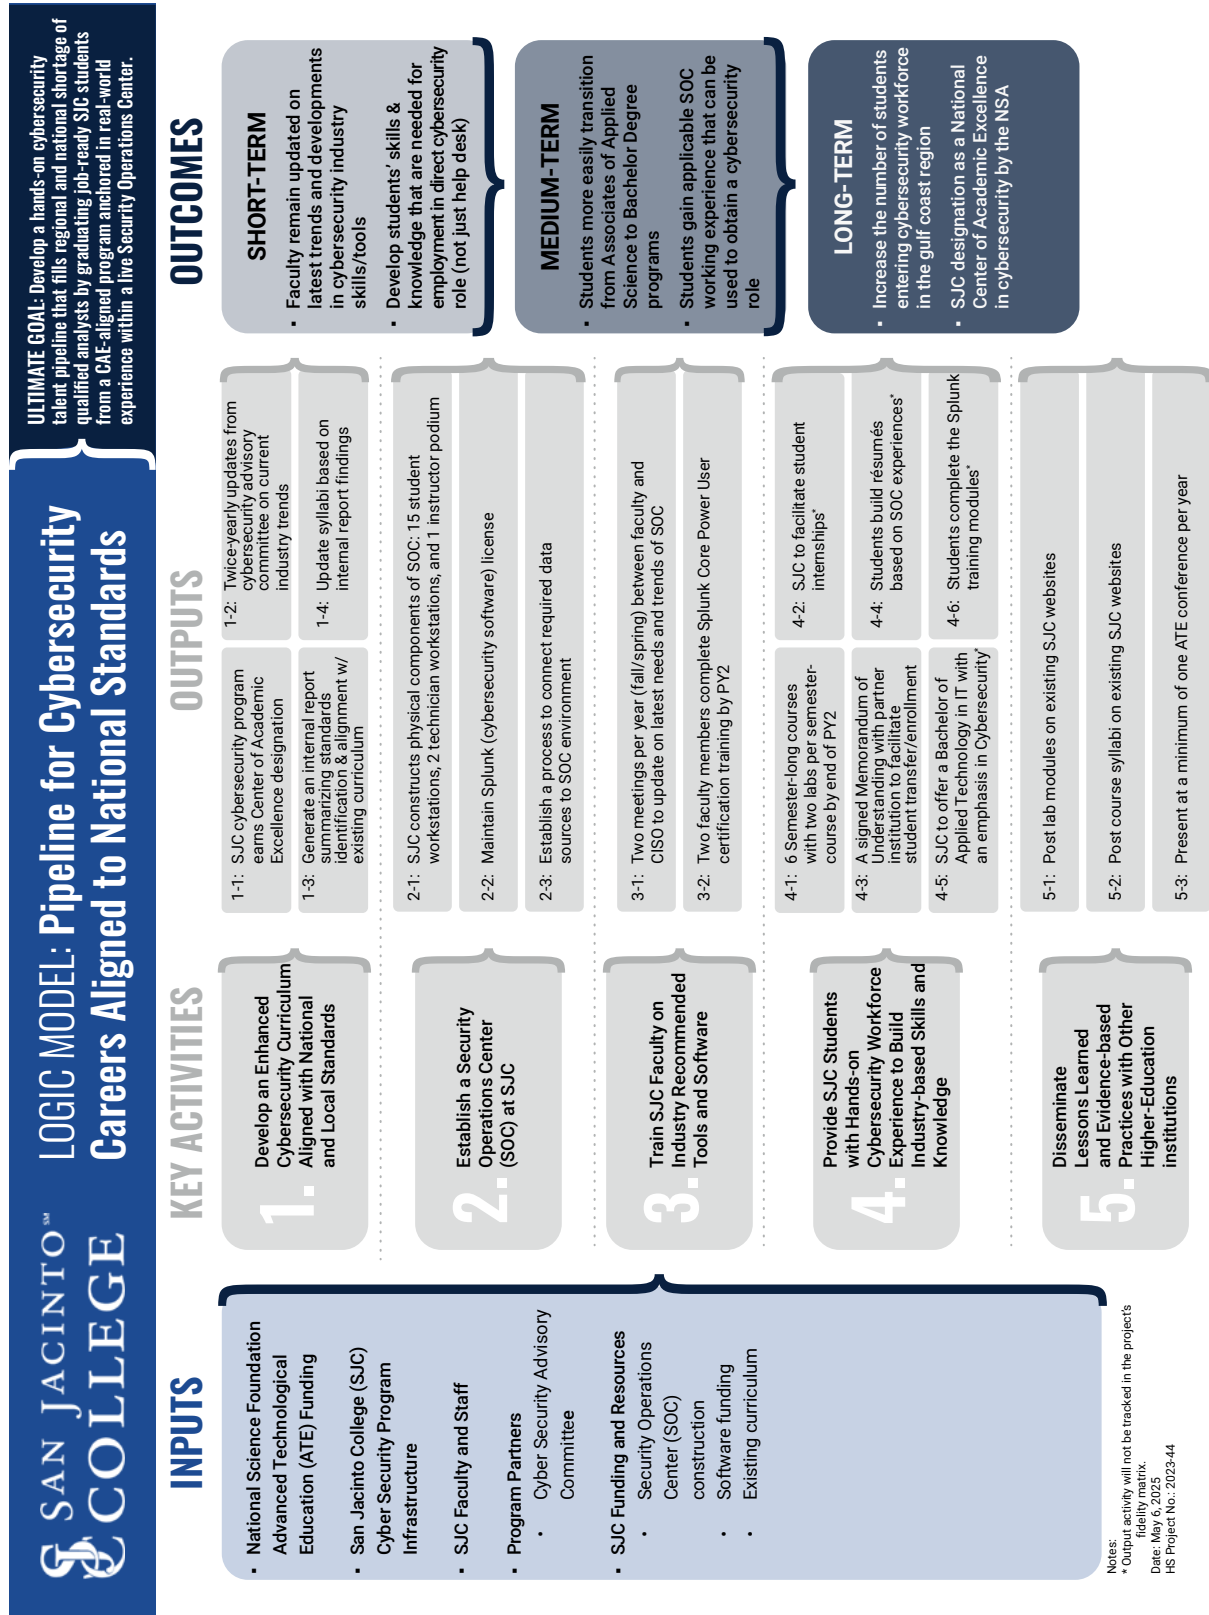 SAN JACINTO℠
COLLEGE
LOGIC MODEL: Pipeline for Cybersecurity
Careers Aligned to National Standards
ULTIMATE GOAL: Develop a hands-on cybersecurity
talent pipeline that fills regional and national shortage of
qualified analysts by graduating job-ready SJC students
from a CAE-aligned program anchored in real-world
experience within a live Security Operations Center.
INPUTS
▪ National Science Foundation
Advanced Technological
Education (ATE) Funding
▪ San Jacinto College (SJC)
Cyber Security Program
Infrastructure
▪ SJC Faculty and Staff
▪ Program Partners
• Cyber Security Advisory
Committee
▪ SJC Funding and Resources
• Security Operations
Center (SOC)
construction
• Software funding
• Existing curriculum
Notes:
* Output activity will not be tracked in the project's
fidelity matrix.
Date: May 6, 2025
HS Project No.: 2023-44
KEY ACTIVITIES
1.
Develop an Enhanced
Cybersecurity Curriculum
Aligned with National
and Local Standards
2.
Establish a Security
Operations Center
(SOC) at SJC
3.
Train SJC Faculty on
Industry Recommended
Tools and Software
4.
Provide SJC Students
with Hands-on
Cybersecurity Workforce
Experience to Build
Industry-based Skills and
Knowledge
5.
Disseminate
Lessons Learned
and Evidence-based
Practices with Other
Higher-Education
institutions
OUTPUTS
1-1: SJC cybersecurity program
earns Center of Academic
Excellence designation
1-2: Twice-yearly updates from
cybersecurity advisory
committee on current
industry trends
1-3: Generate an internal report
summarizing standards
identification & alignment w/
existing curriculum
1-4: Update syllabi based on
internal report findings
2-1: SJC constructs physical components of SOC: 15 student
workstations, 2 technician workstations, and 1 instructor podium
2-2: Maintain Splunk (cybersecurity software) license
2-3: Establish a process to connect required data
sources to SOC environment
3-1: Two meetings per year (fall/spring) between faculty and
CISO to update on latest needs and trends of SOC
3-2: Two faculty members complete Splunk Core Power User
certification training by PY2
4-1: 6 Semester-long courses
with two labs per semester-
course by end of PY2
4-2: SJC to facilitate student
internships*
4-3: A signed Memorandum of
Understanding with partner
institution to facilitate
student transfer/enrollment
4-4: Students build résumés
based on SOC experiences*
4-5: SJC to offer a Bachelor of
Applied Technology in IT with
an emphasis in Cybersecurity*
4-6: Students complete the Splunk
training modules*
5-1: Post lab modules on existing SJC websites
5-2: Post course syllabi on existing SJC websites
5-3: Present at a minimum of one ATE conference per year
OUTCOMES
SHORT-TERM
▪ Faculty remain updated on
latest trends and developments
in cybersecurity industry
skills/tools
▪ Develop students' skills &
knowledge that are needed for
employment in direct cybersecurity
role (not just help desk)
MEDIUM-TERM
▪ Students more easily transition
from Associates of Applied
Science to Bachelor Degree
programs
▪ Students gain applicable SOC
working experience that can be
used to obtain a cybersecurity
role
LONG-TERM
▪ Increase the number of students
entering cybersecurity workforce
in the gulf coast region
▪ SJC designation as a National
Center of Academic Excellence
in cybersecurity by the NSA